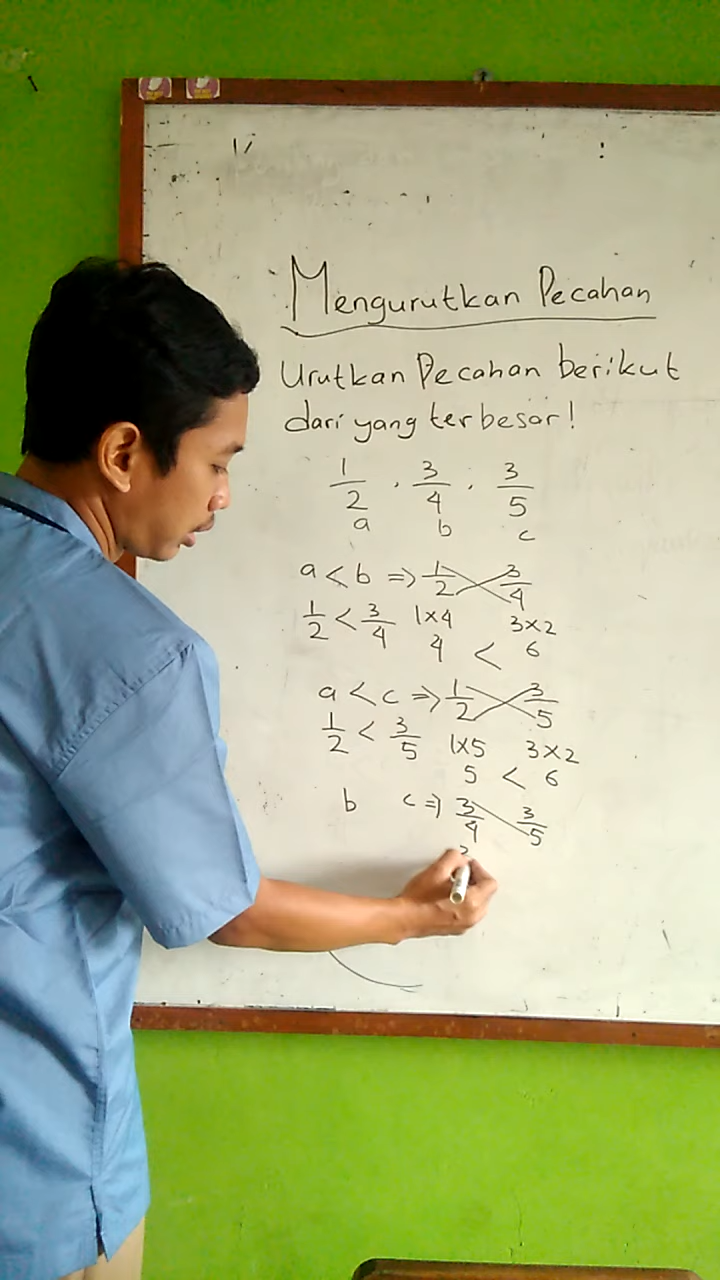 Mengurutkan Pecahan
Urutkan Pecahan berikut
dari yang terbesar!
1/2 , 3/4 , 3/5
a b c
a < b => 1/2 3/4
1/2 < 3/4 1x4 3x2
4 < 6
a < c => 1/2 3/5
1/2 < 3/5 1x5 3x2
5 < 6
b c => 3/4 3/5